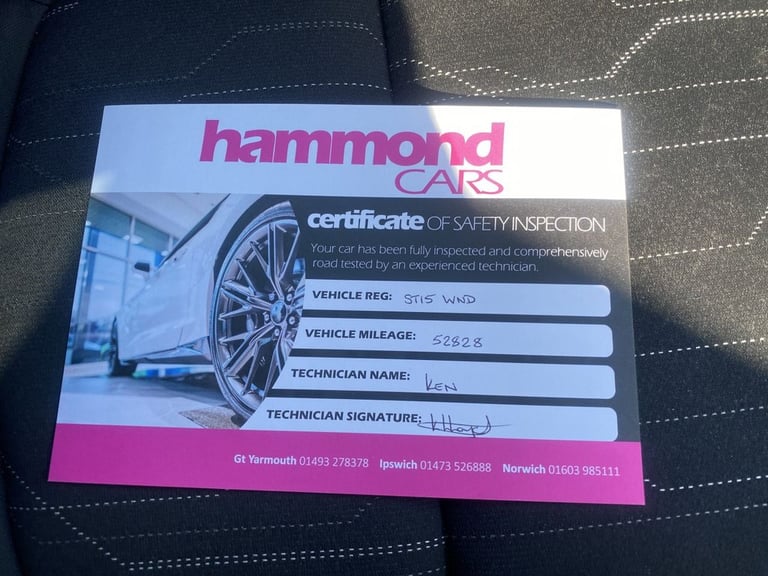 hammond
CARS
certificate OF SAFETY INSPECTION
Your car has been fully inspected and comprehensively
road tested by an experienced technician.
VEHICLE REG: ST15 WND
VEHICLE MILEAGE: 52828
TECHNICIAN NAME: KEN
TECHNICIAN SIGNATURE:
Gt Yarmouth 01493 278378 Ipswich 01473 526888 Norwich 01603 985111